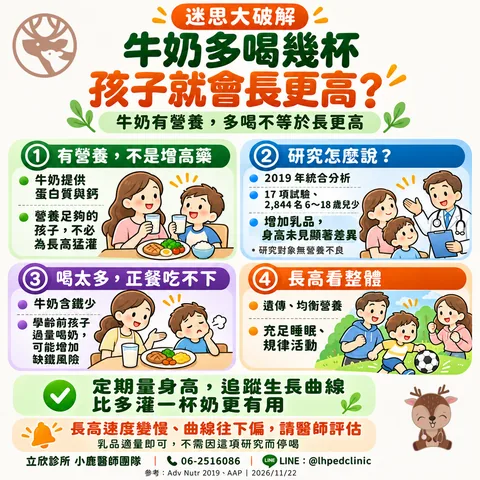 迷思大破解
牛奶多喝幾杯
孩子就會長更高？
牛奶有營養，多喝不等於長更高
1 有營養，不是增高藥
牛奶提供
蛋白質與鈣
營養足夠的
孩子，不必
為長高猛灌
2 研究怎麼說？
2019 年統合分析
17 項試驗、
2,844 名 6～18 歲兒少
增加乳品，
身高未見顯著差異
・研究對象無營養不良
3 喝太多，正餐吃不下
牛奶含鐵少
學齡前孩子
過量喝奶，
可能增加
缺鐵風險
4 長高看整體
遺傳、均衡營養
充足睡眠、
規律活動
定期量身高，追蹤生長曲線
比多灌一杯奶更有用
長高速度變慢、曲線往下偏，請醫師評估
乳品適量即可，不需因這項研究而停喝
立欣診所 小鹿醫師團隊 | 06-2516086 | LINE LINE：@lhpedclinic
參考：Adv Nutr 2019、AAP | 2026/11/22